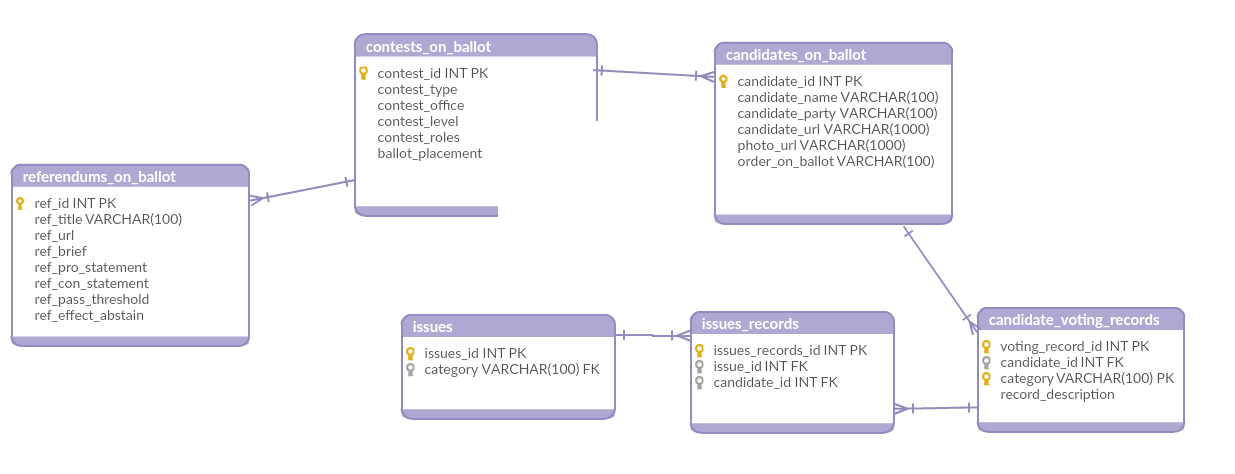 contests_on_ballot
contest_id INT PK
contest_type
contest_office
contest_level
contest_roles
ballot_placement
candidates_on_ballot
candidate_id INT PK
candidate_name VARCHAR(100)
candidate_party VARCHAR(100)
candidate_url VARCHAR(1000)
photo_url VARCHAR(1000)
order_on_ballot VARCHAR(100)
referendums_on_ballot
ref_id INT PK
ref_title VARCHAR(100)
ref_url
ref_brief
ref_pro_statement
ref_con_statement
ref_pass_threshold
ref_effect_abstain
issues
issues_id INT PK
category VARCHAR(100) FK
issues_records
issues_records_id INT PK
issue_id INT FK
candidate_id INT FK
candidate_voting_records
voting_record_id INT PK
candidate_id INT FK
category VARCHAR(100) PK
record_description